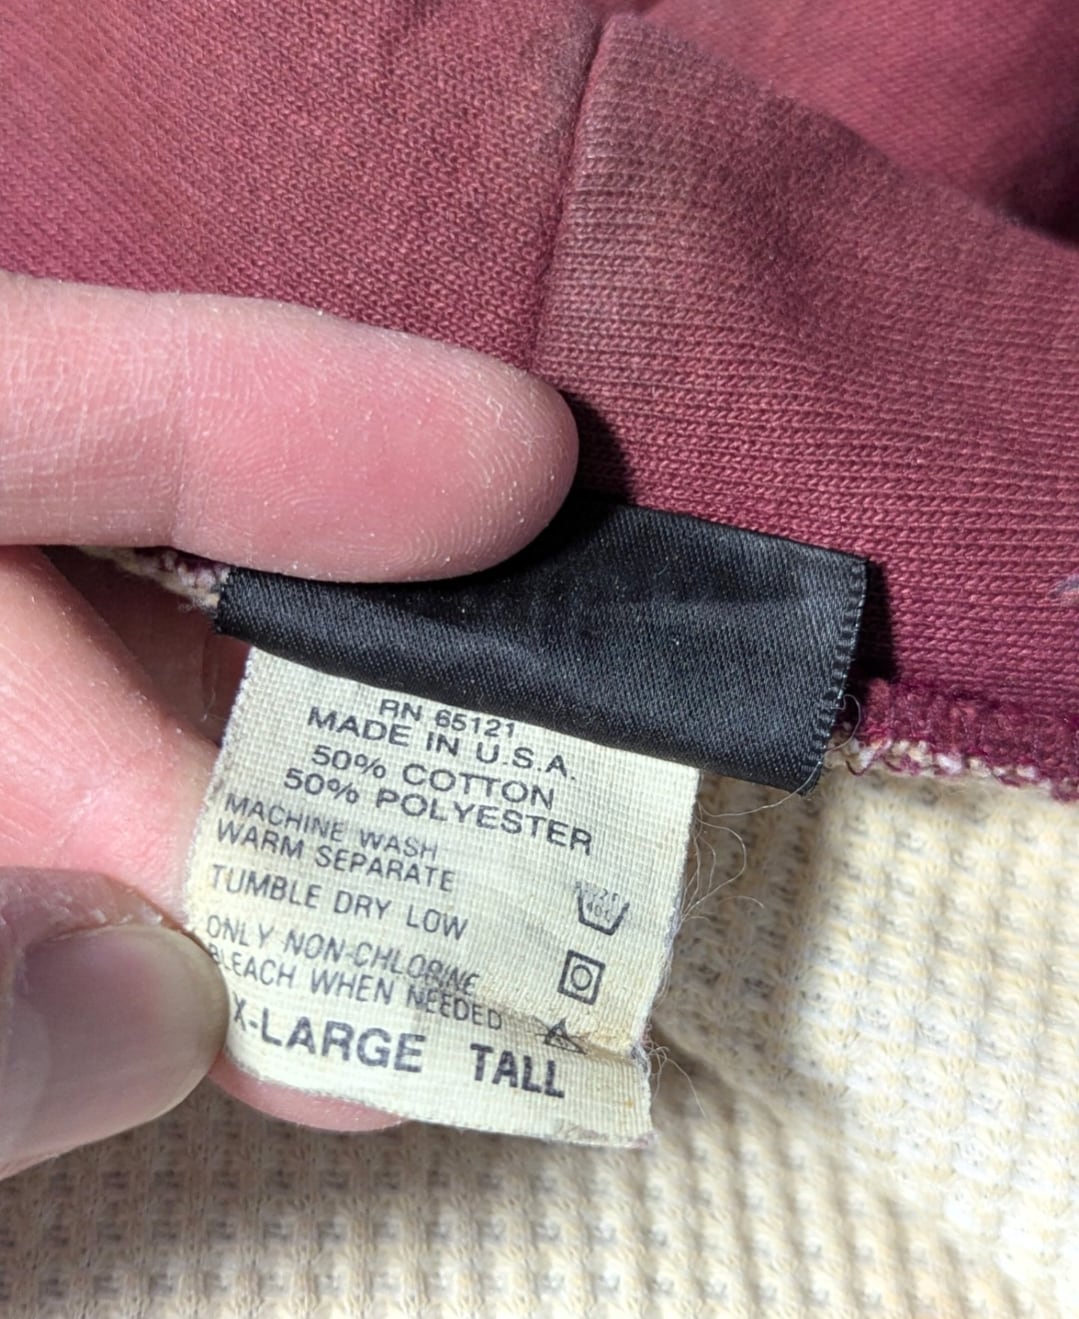 RN 65121
MADE IN U.S.A.
50% COTTON
50% POLYESTER
MACHINE WASH
WARM SEPARATE
TUMBLE DRY LOW
ONLY NON-CHLORINE
BLEACH WHEN NEEDED
X-LARGE TALL